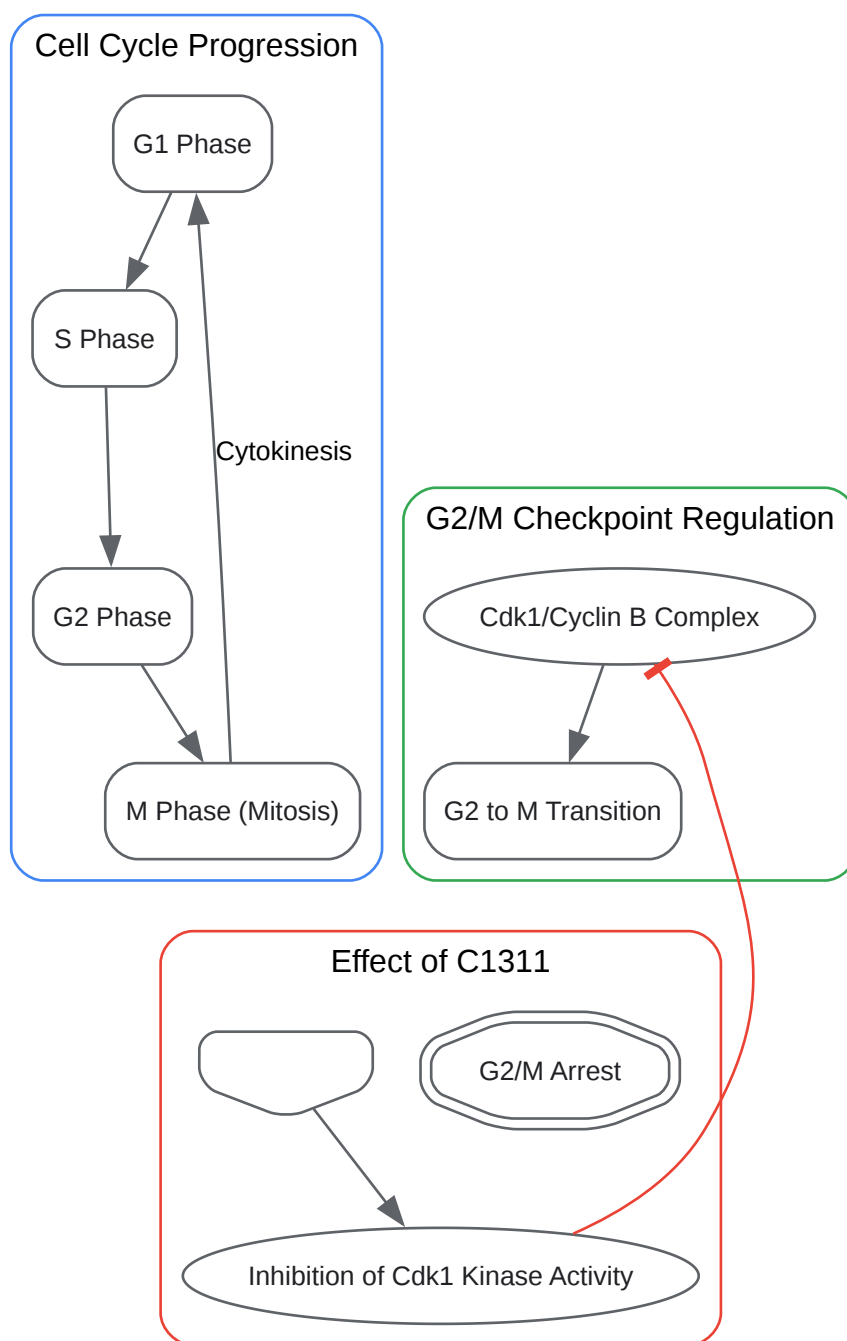 Cell Cycle Progression
G1 Phase
S Phase
Cytokinesis
G2 Phase
M Phase (Mitosis)
G2/M Checkpoint Regulation
Cdk1/Cyclin B Complex
G2 to M Transition
Effect of C1311
G2/M Arrest
Inhibition of Cdk1 Kinase Activity